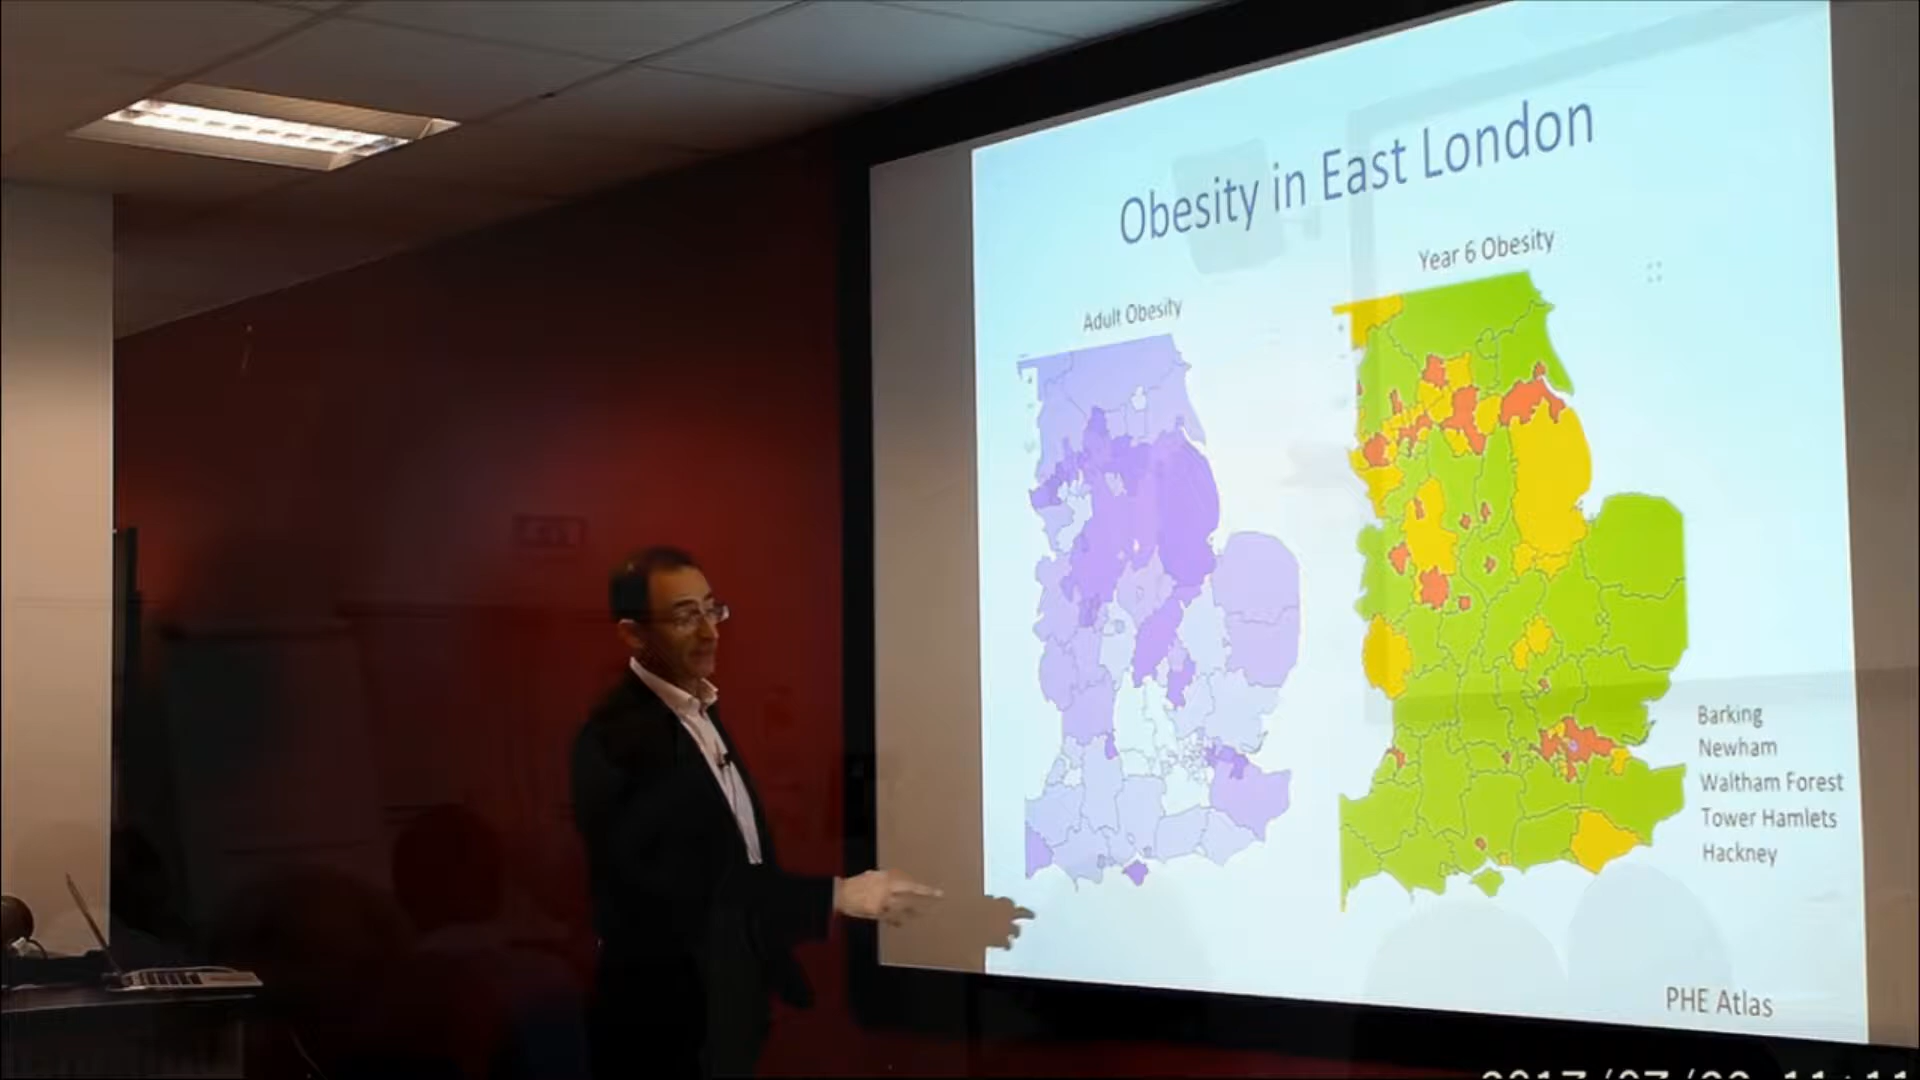 Obesity in East London
Adult Obesity
Year 6 Obesity
Barking
Newham
Waltham Forest
Tower Hamlets
Hackney
PHE Atlas